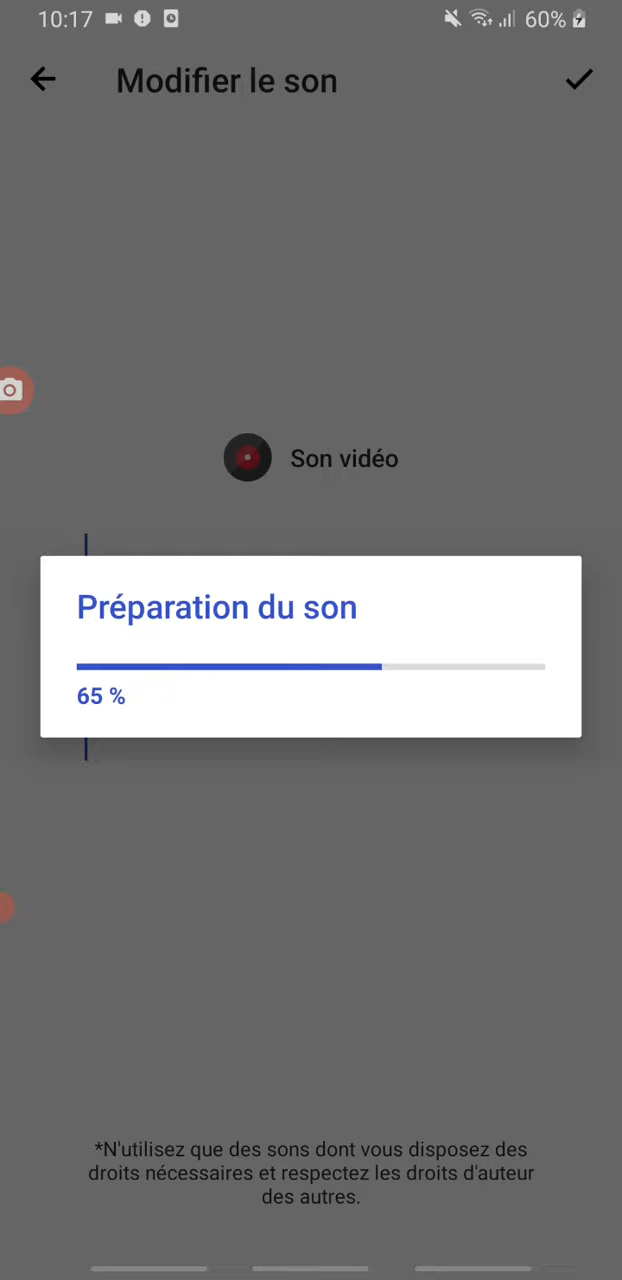 10:17
60%
Modifier le son
Son vidéo
Préparation du son
65 %
*N'utilisez que des sons dont vous disposez des
droits nécessaires et respectez les droits d'auteur
des autres.